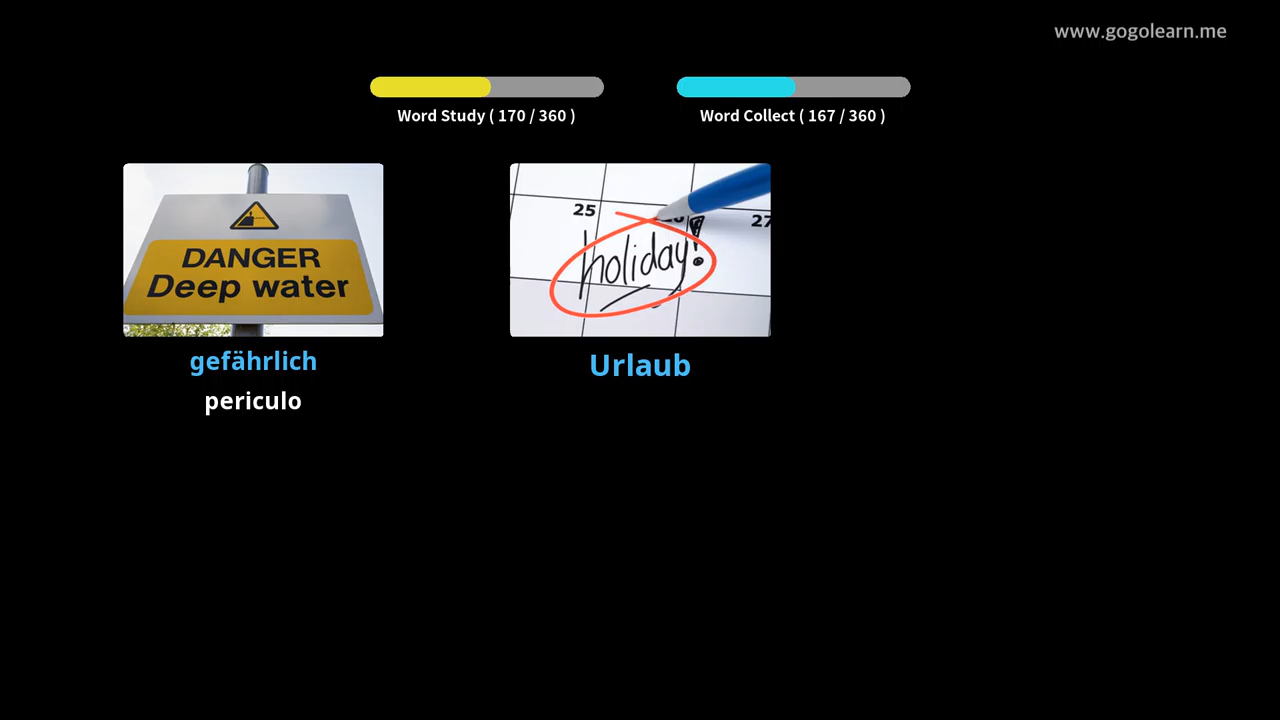 www.gogolearn.me
Word Study ( 170 / 360 )
Word Collect ( 167 / 360 )
DANGER
Deep water
gefährlich
periculo
25
27
holiday!
Urlaub